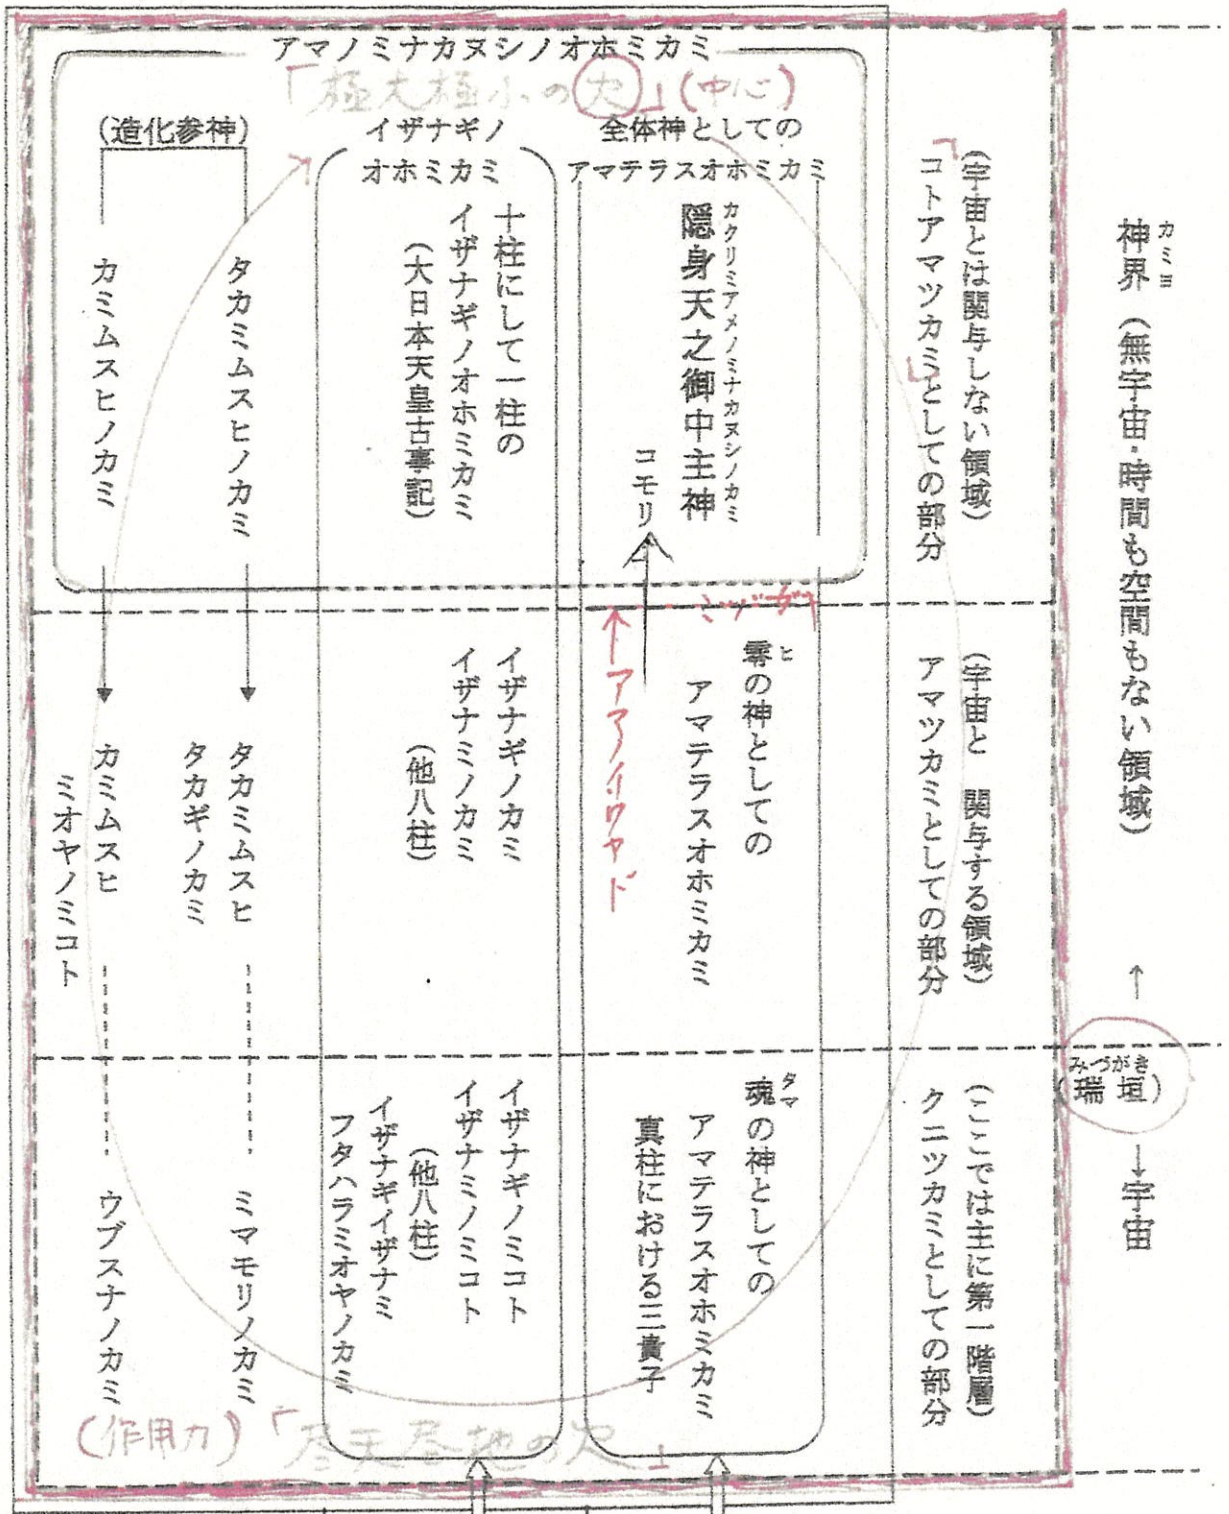 神界（無宇宙・時間も空間もない領域）
カミヨ
↑
（瑞垣）
みづがき
↓宇宙
（宇宙とは関与しない領域）
「コトアマツカミ」としての部分
（宇宙と 関与する領域）
アマツカミとしての部分
（ここでは主に第一階層）
クニツカミとしての部分
アマノミナカヌシノオホミカミ
「極大極小の穴」（中心）
全体神としての
アマテラスオホミカミ
隠身天之御中主神
カクリミアメノミナカヌシノカミ
コモリ
イザナギノ
オホミカミ
十柱にして一柱の
イザナギノオホミカミ
（大日本天皇古事記）
（造化参神）
タカミムスヒノカミ
カミムスヒノカミ
ミヅガキ
零の神としての
ヒ
アマテラスオホミカミ
アマノイワヤド
イザナギノカミ
イザナミノカミ
（他八柱）
タカミムスヒ
タカギノカミ
カミムスヒ
ミオヤノミコト
魂の神としての
タマ
アマテラスオホミカミ
真柱における三貴子
イザナギノミコト
イザナミノミコト
（他八柱）
イザナギイザナミ
フタハラミオヤノカミ
ミマモリノカミ
ウブスナノカミ
（作用力）「尽天尽地の穴」